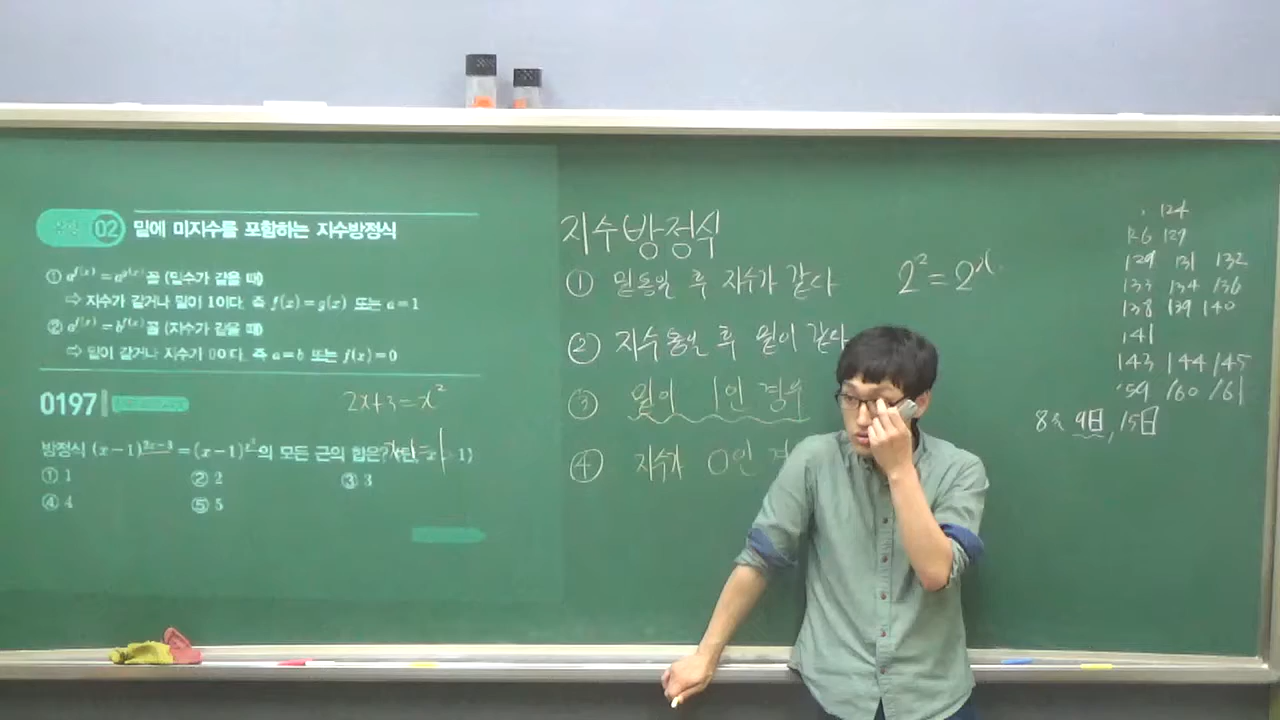 유형 02 밑에 미지수를 포함하는 지수방정식
① a^{f(x)} = a^{g(x)} 꼴 (밑수가 같을 때)
⇨ 지수가 같거나 밑이 1이다. 즉 f(x)=g(x) 또는 a=1
② a^{f(x)} = b^{f(x)} 꼴 (지수가 같을 때)
⇨ 밑이 같거나 지수가 0이다. 즉 a=b 또는 f(x)=0
0197
2x+3=x²
방정식 (x-1) = (x-1)^{x²}의 모든 근의 합은? x-1=1
① 1 ② 2 ③ 3
④ 4 ⑤ 5
지수방정식
① 밑통일 후 지수가 같다
2² = 2^x
② 지수통일 후 밑이 같다
③ 밑이 1인 경우
④ 지수가 0인
124
RG 127
129 131 132
133 134 136
138 139 140
141
143 144 145
159 160 161
8月 9日, 15日